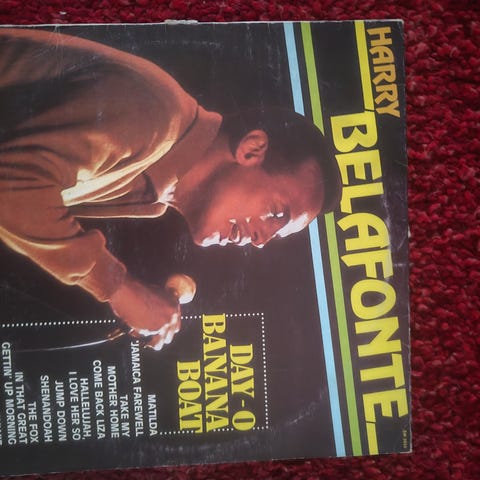 HARRY
BELAFONTE
DAY-O
BANANA
BOAT
MATILDA
'JAMAICA FAREWELL
TAKE MY
MOTHER HOME
COME BACK LIZA
HALLELUJAH,
I LOVE HER SO
JUMP DOWN
SHENANDOAH
THE FOX
IN THAT GREAT
GETTIN' UP MORNING